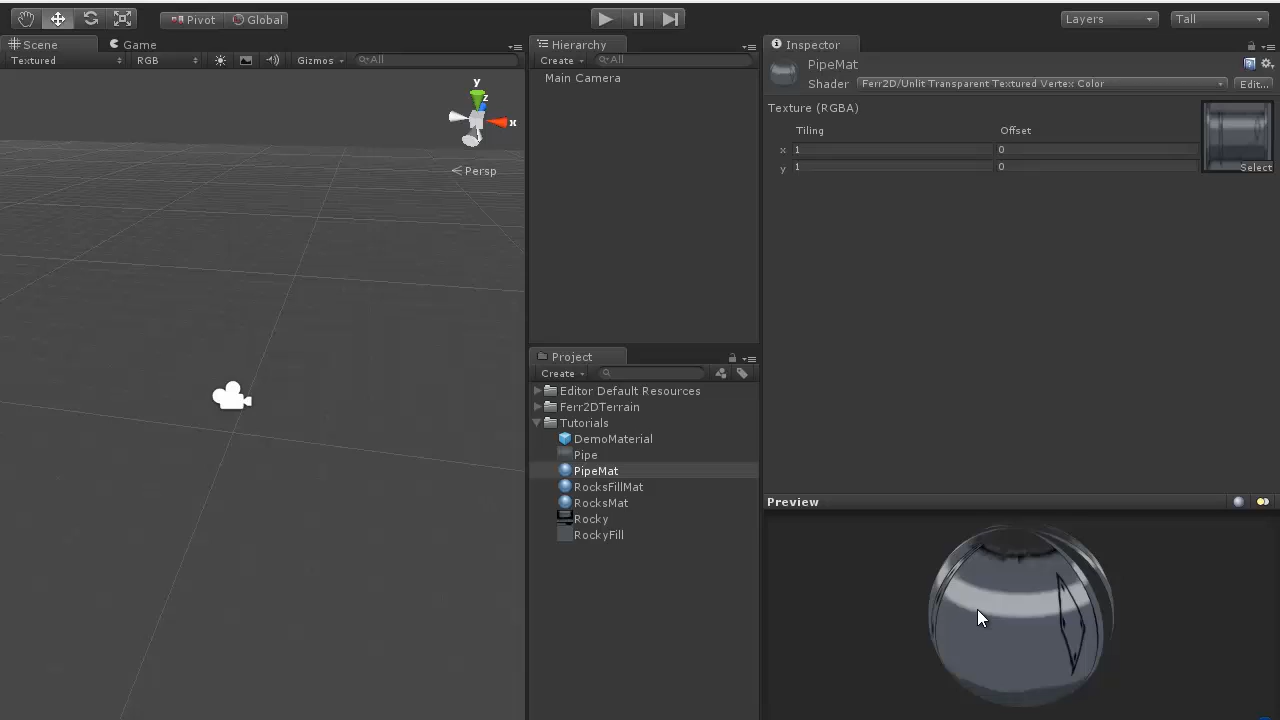 Pivot Global Layers Tall
Scene Game Hierarchy Inspector
Textured RGB Gizmos All Create All
Main Camera
PipeMat
Shader Ferr2D/Unlit Transparent Textured Vertex Color Edit...
Texture (RGBA)
Tiling Offset
x 1 0
y 1 0
Select
y
z
x
Persp
Project
Create
Editor Default Resources
Ferr2DTerrain
Tutorials
DemoMaterial
Pipe
PipeMat
RocksFillMat
RocksMat
Rocky
RockyFill
Preview